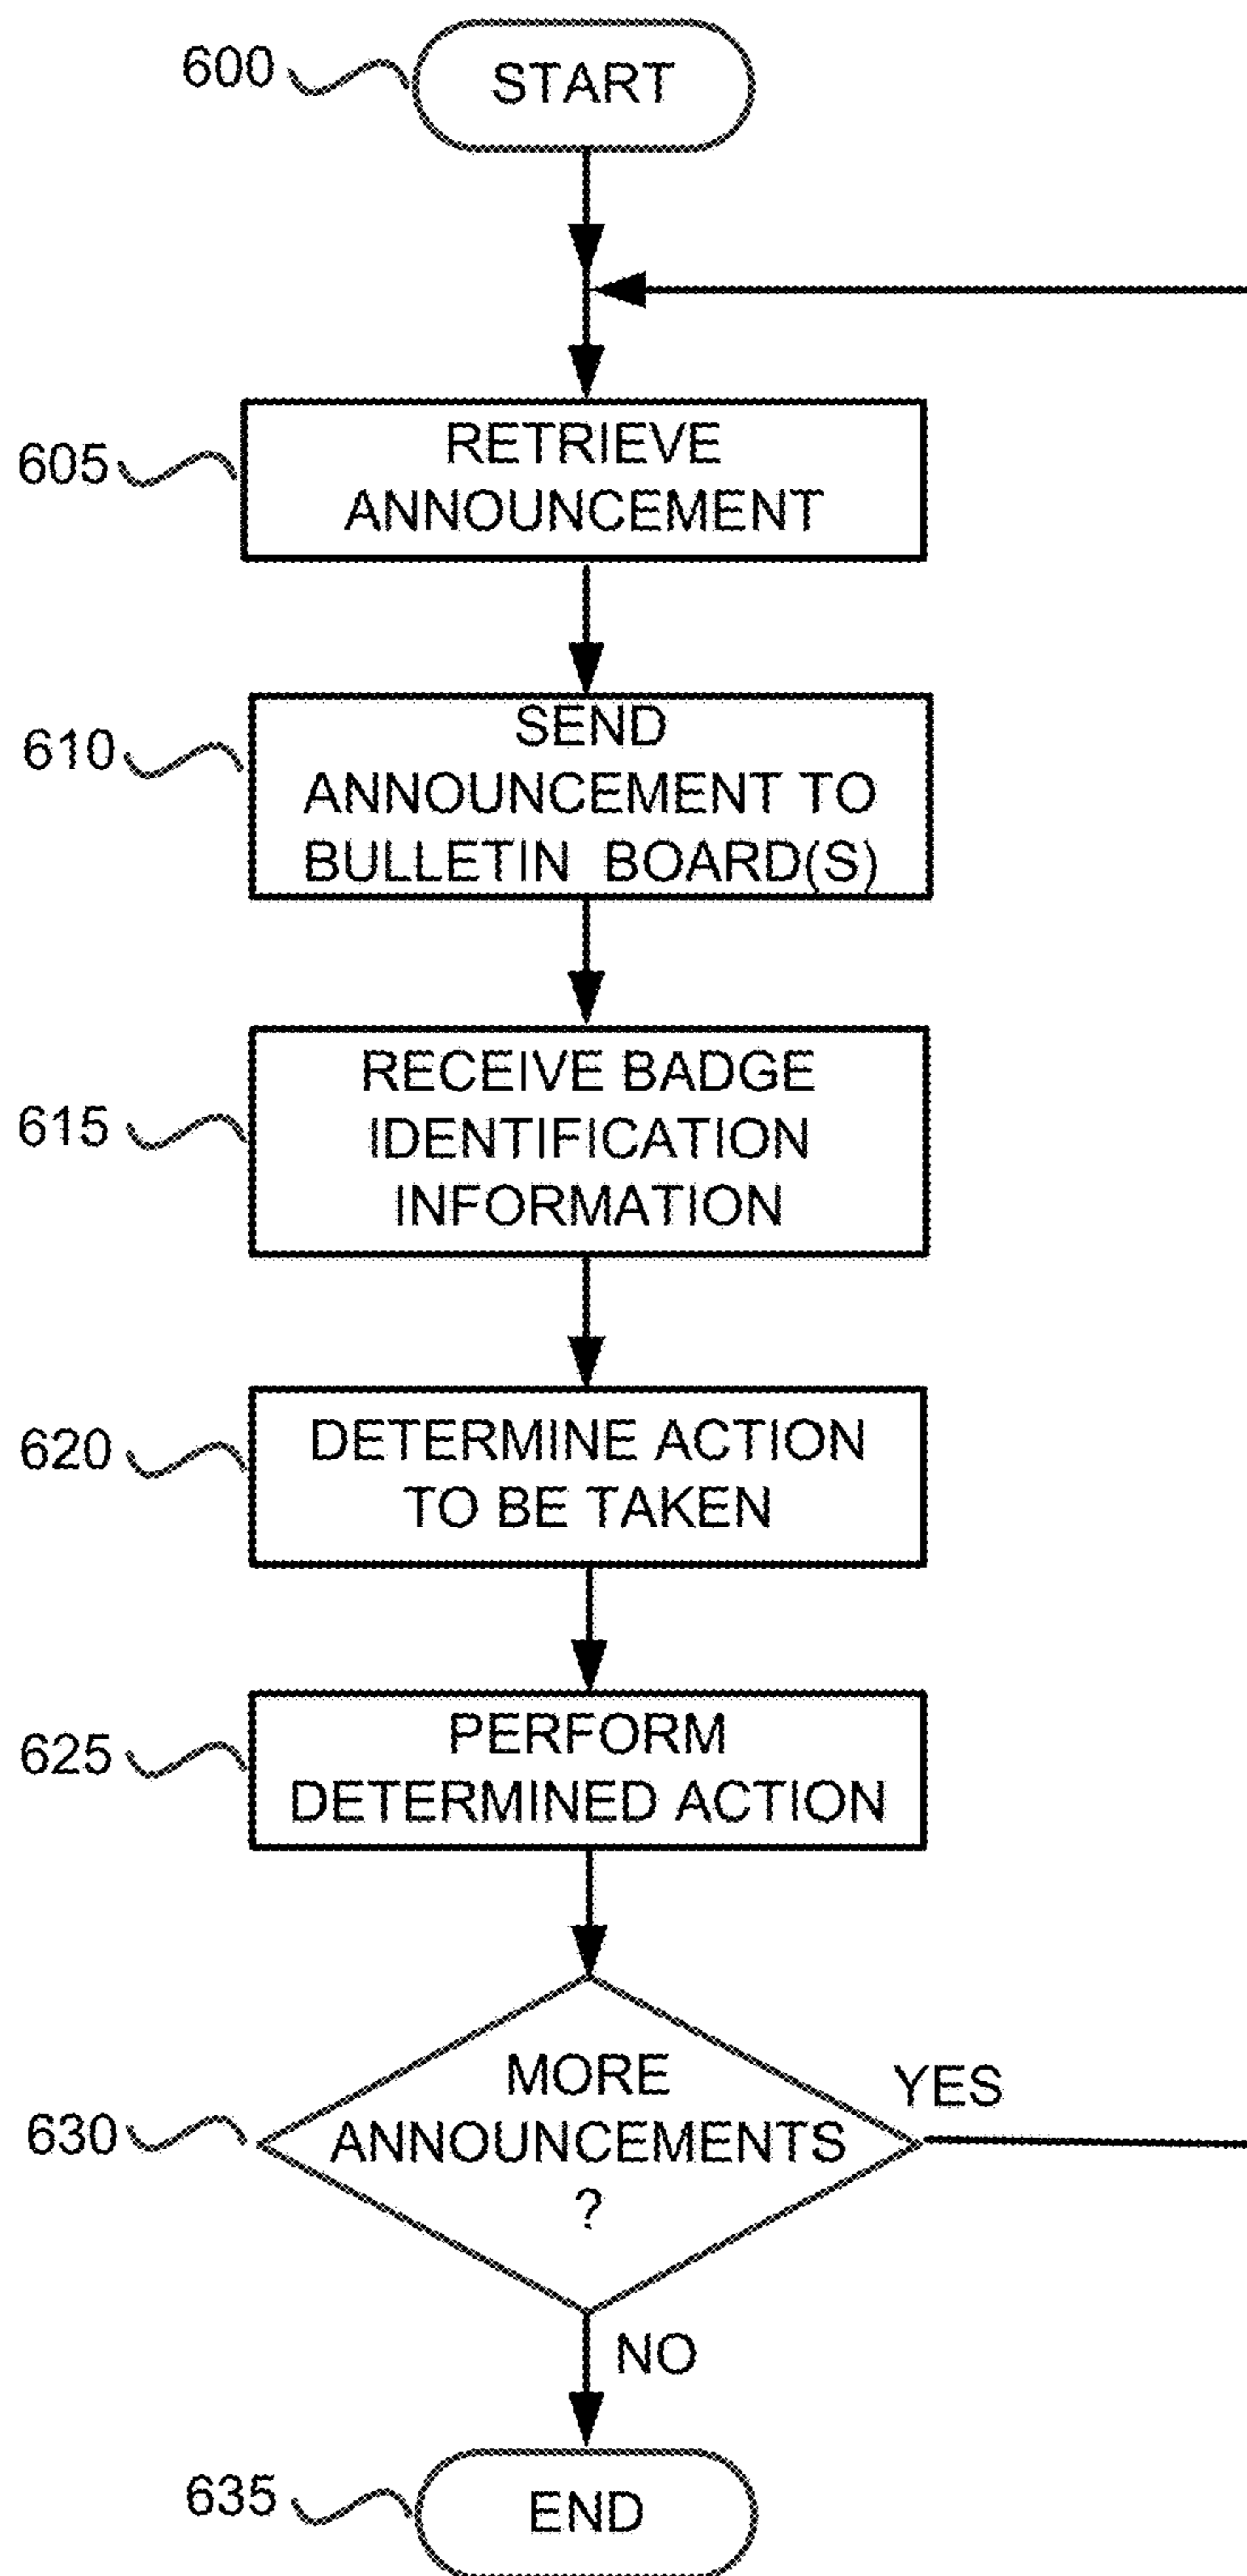 600
START
605
RETRIEVE
ANNOUNCEMENT
610
SEND
ANNOUNCEMENT TO
BULLETIN BOARD(S)
615
RECEIVE BADGE
IDENTIFICATION
INFORMATION
620
DETERMINE ACTION
TO BE TAKEN
625
PERFORM
DETERMINED ACTION
630
MORE
ANNOUNCEMENTS
?
YES
NO
635
END